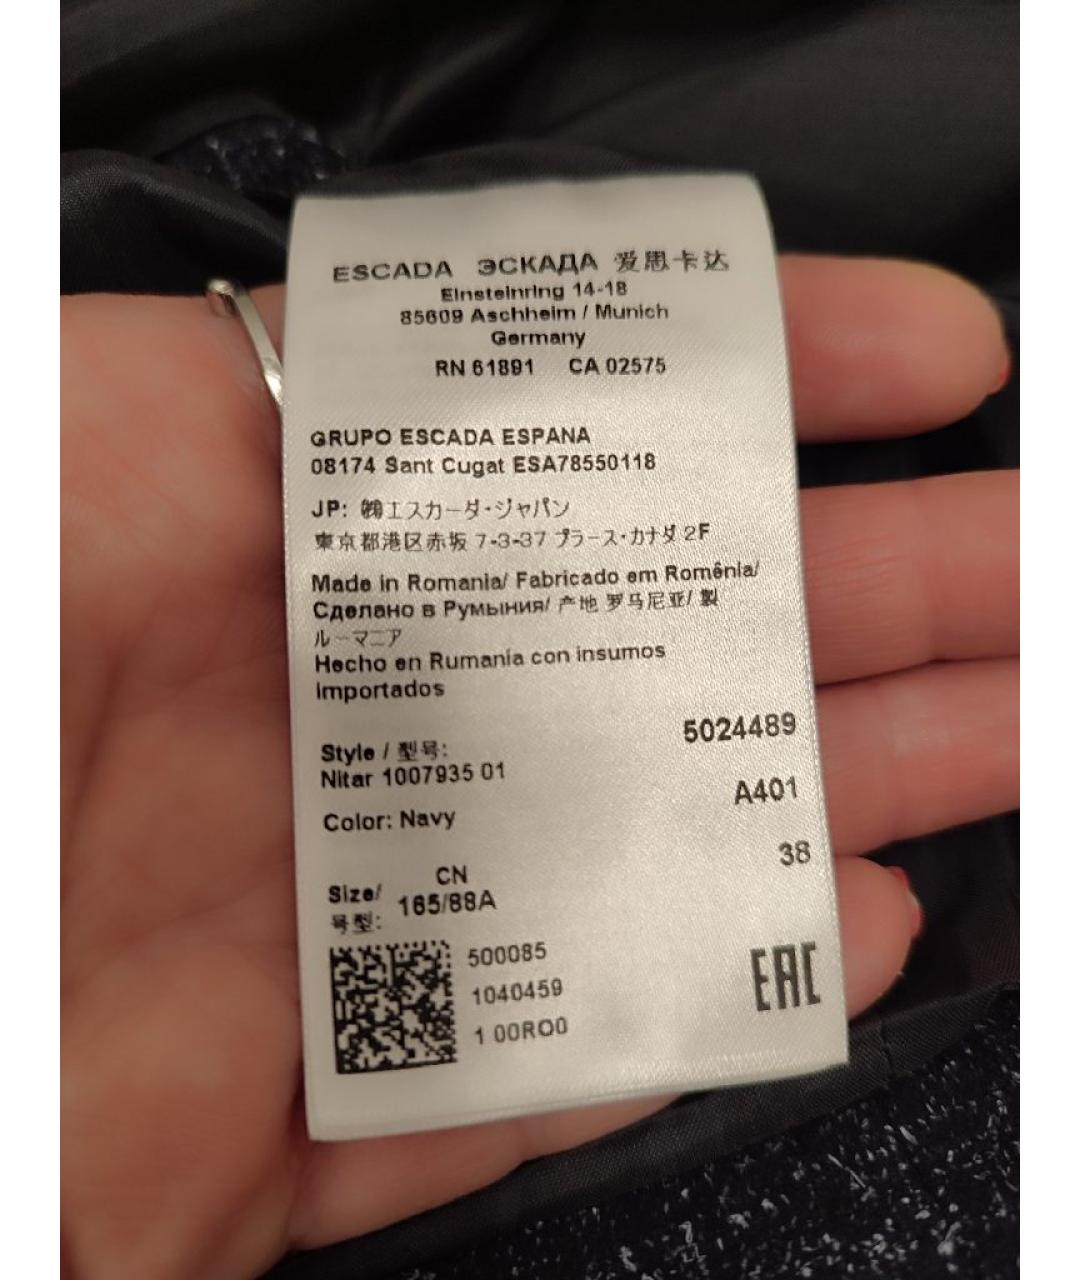 ESCADA ЭСКАДА 爱思卡达
Einsteinring 14-18
85609 Aschheim / Munich
Germany
RN 61891 CA 02575
GRUPO ESCADA ESPANA
08174 Sant Cugat ESA78550118
JP: ㈱エスカーダ・ジャパン
東京都港区赤坂 7-3-37 プラース・カナダ 2F
Made in Romania/ Fabricado em Romênia/
Сделано в Румыния/ 产地 罗马尼亚/ 製
ルーマニア
Hecho en Rumanía con insumos
importados
Style / 型号: 5024489
Nitar 1007935 01
A401
Color: Navy
38
CN
Size/ 165/88A
号型:
500085
1040459
1 00RO0
EAC